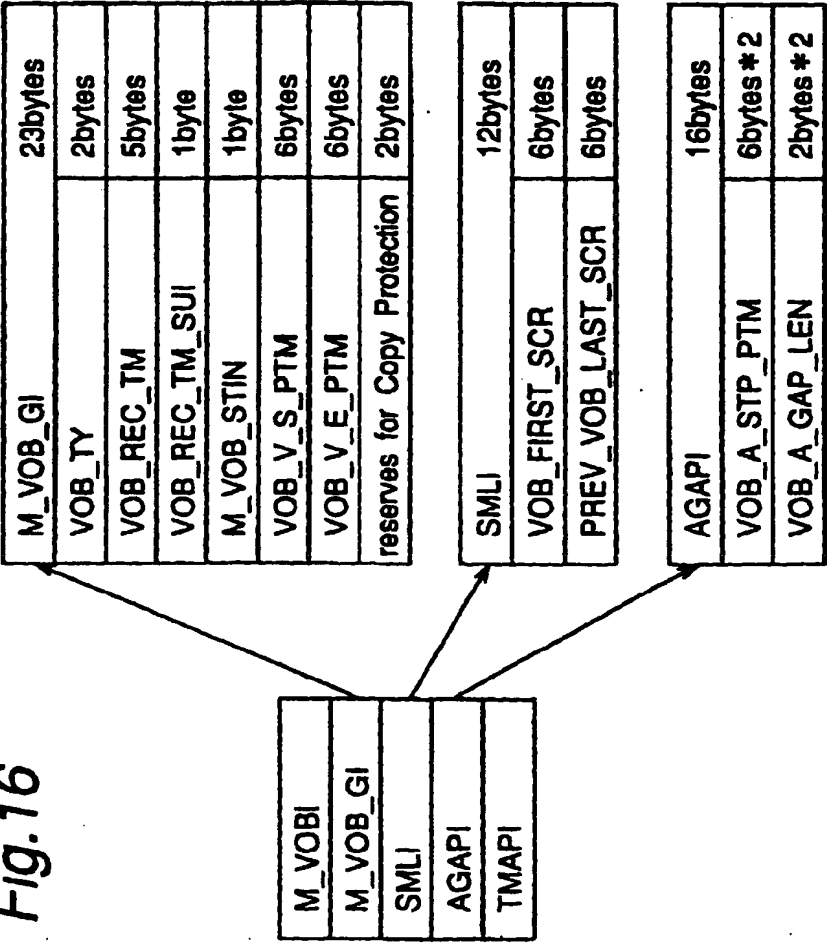 Fig.16
M_VOBI
M_VOB_GI
SMLI
AGAPI
TMAPI
M_VOB_GI 23bytes
VOB_TY 2bytes
VOB_REC_TM 5bytes
VOB_REC_TM_SUI 1byte
M_VOB_STIN 1byte
VOB_V_S_PTM 6bytes
VOB_V_E_PTM 6bytes
reserves for Copy Protection 2bytes
SMLI 12bytes
VOB_FIRST_SCR 6bytes
PREV_VOB_LAST_SCR 6bytes
AGAPI 16bytes
VOB_A_STP_PTM 6bytes*2
VOB_A_GAP_LEN 2bytes*2